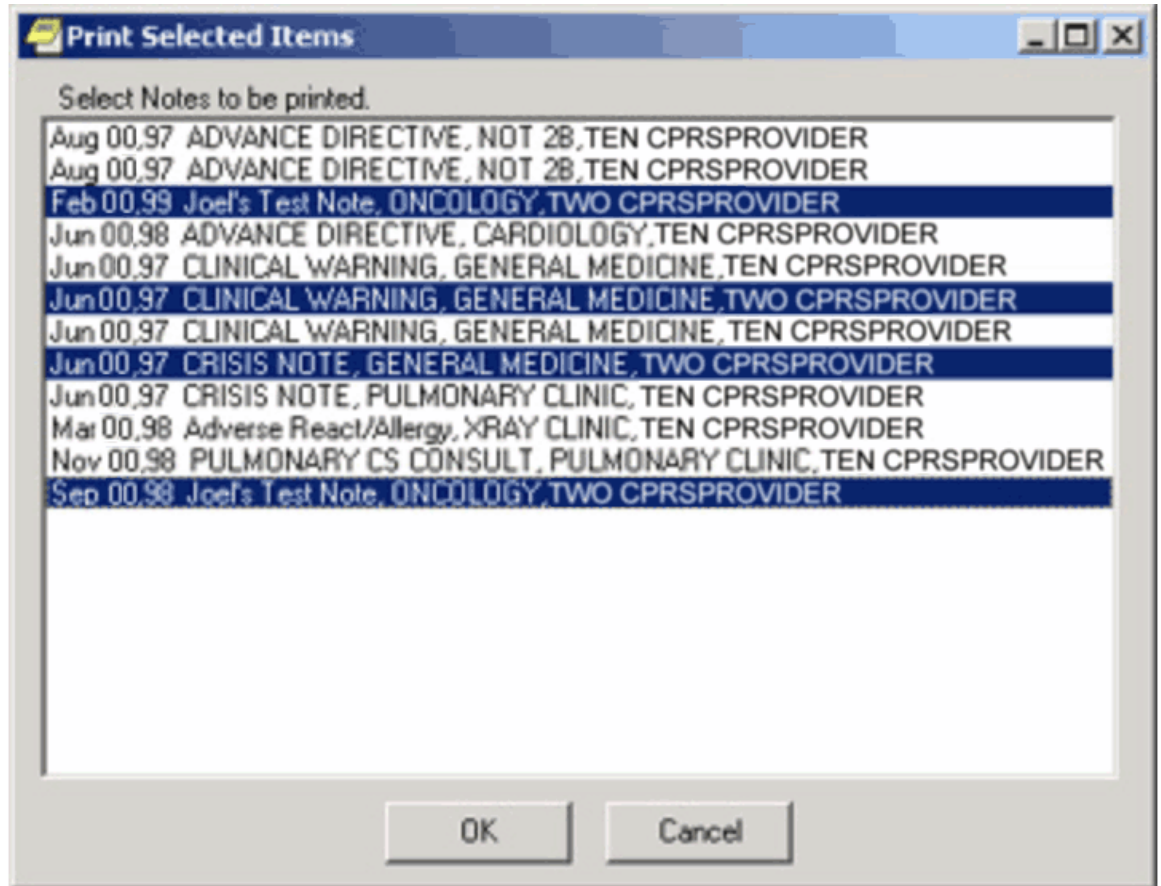 Print Selected Items
Select Notes to be printed.
Aug 00,97 ADVANCE DIRECTIVE, NOT 2B,TEN CPRSPROVIDER
Aug 00,97 ADVANCE DIRECTIVE, NOT 2B,TEN CPRSPROVIDER
Feb 00,99 Joel's Test Note, ONCOLOGY,TWO CPRSPROVIDER
Jun 00,98 ADVANCE DIRECTIVE, CARDIOLOGY,TEN CPRSPROVIDER
Jun 00,97 CLINICAL WARNING, GENERAL MEDICINE,TEN CPRSPROVIDER
Jun 00,97 CLINICAL WARNING, GENERAL MEDICINE,TWO CPRSPROVIDER
Jun 00,97 CLINICAL WARNING, GENERAL MEDICINE, TEN CPRSPROVIDER
Jun 00,97 CRISIS NOTE, GENERAL MEDICINE, TWO CPRSPROVIDER
Jun 00,97 CRISIS NOTE, PULMONARY CLINIC, TEN CPRSPROVIDER
Mar 00,98 Adverse React/Allergy, XRAY CLINIC, TEN CPRSPROVIDER
Nov 00,98 PULMONARY CS CONSULT, PULMONARY CLINIC, TEN CPRSPROVIDER
Sep 00,98 Joel's Test Note, ONCOLOGY,TWO CPRSPROVIDER
OK Cancel